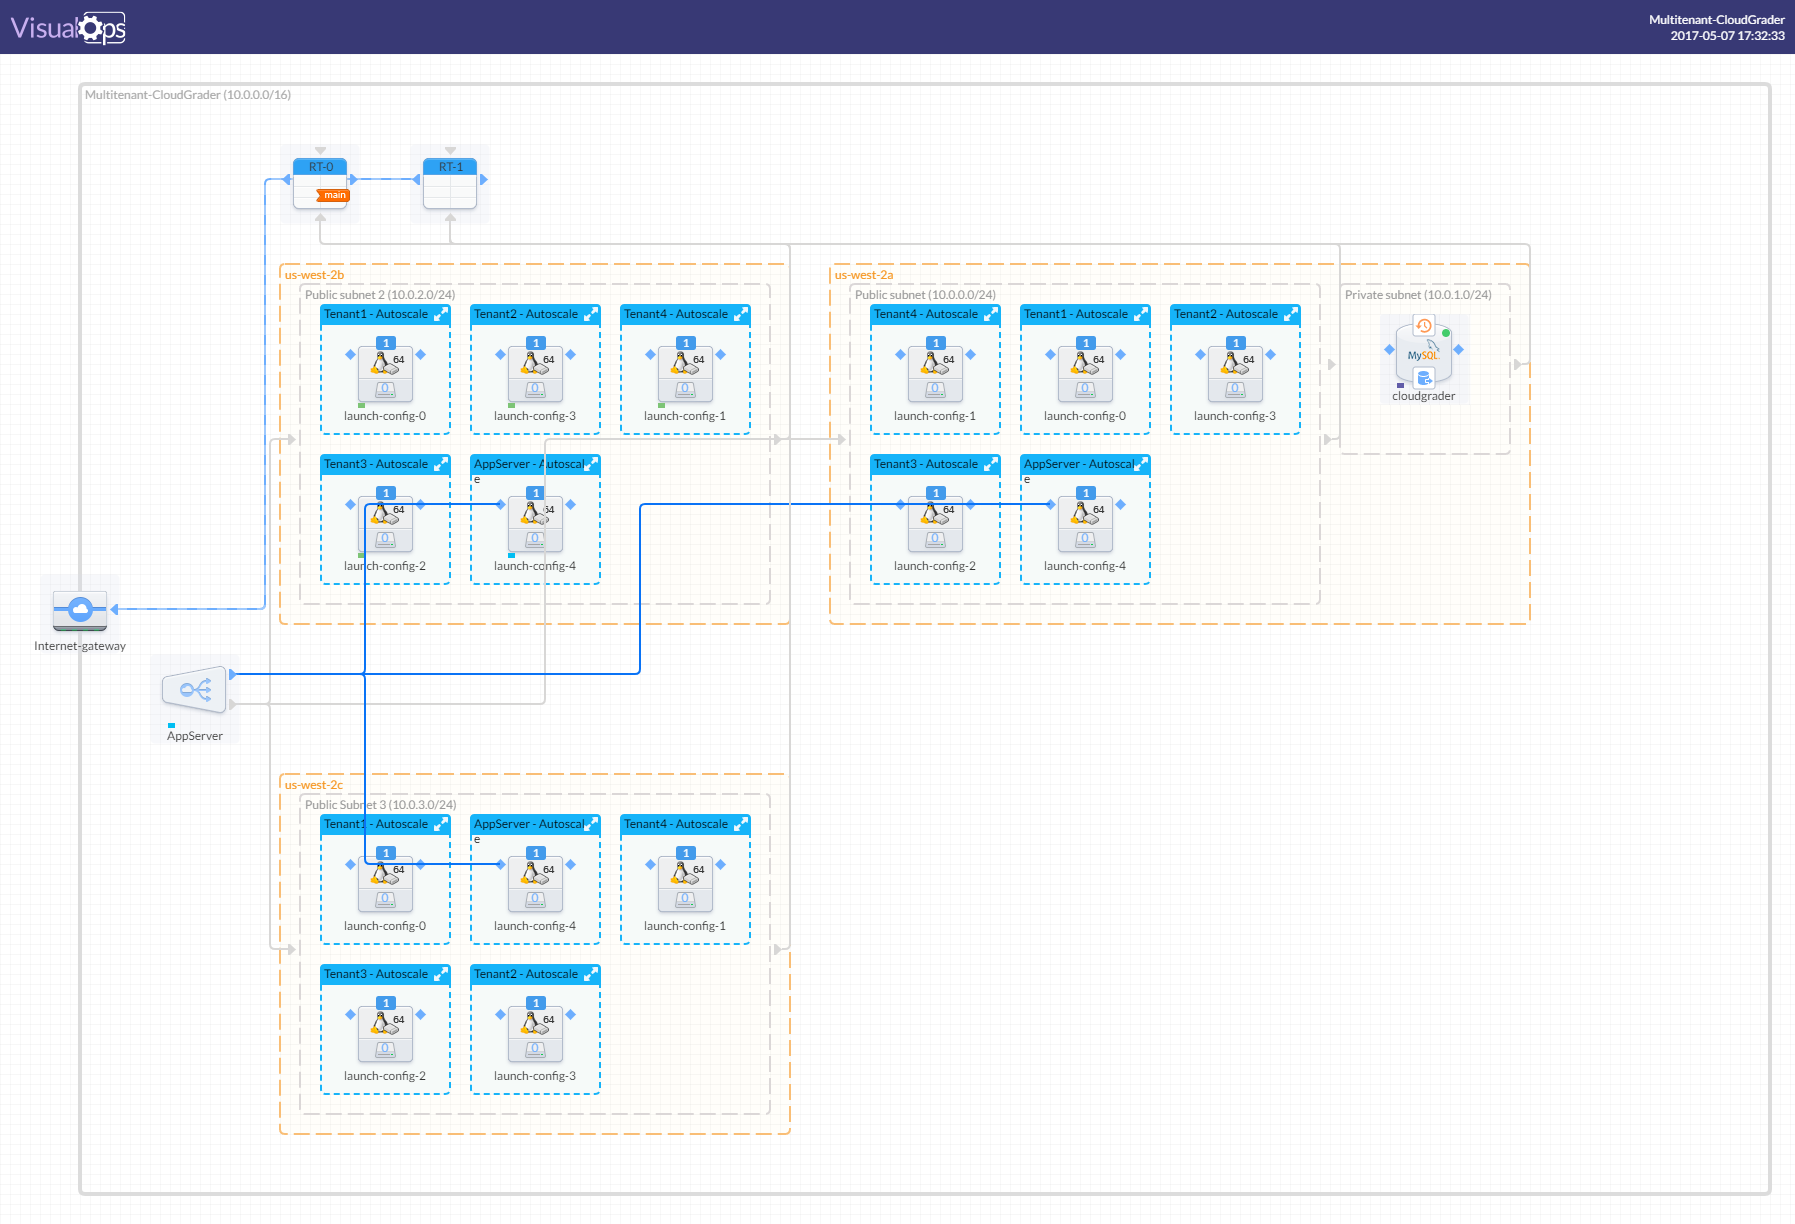 VisualOps
Multitenant-CloudGrader
2017-05-07 17:32:33
Multitenant-CloudGrader (10.0.0.0/16)
RT-0
main
RT-1
us-west-2b
Public subnet 2 (10.0.2.0/24)
Tenant1 - Autoscale
1
64
0
launch-config-0
Tenant2 - Autoscale
1
64
0
launch-config-3
Tenant4 - Autoscale
1
64
0
launch-config-1
Tenant3 - Autoscale
1
64
0
launch-config-2
AppServer - Autoscal
e
1
64
0
launch-config-4
us-west-2a
Public subnet (10.0.0.0/24)
Tenant4 - Autoscale
1
64
0
launch-config-1
Tenant1 - Autoscale
1
64
0
launch-config-0
Tenant2 - Autoscale
1
64
0
launch-config-3
Tenant3 - Autoscale
1
64
0
launch-config-2
AppServer - Autoscal
e
1
64
0
launch-config-4
Private subnet (10.0.1.0/24)
MySQL
cloudgrader
Internet-gateway
AppServer
us-west-2c
Public Subnet 3 (10.0.3.0/24)
Tenant1 - Autoscale
1
64
0
launch-config-0
AppServer - Autoscal
e
1
64
0
launch-config-4
Tenant4 - Autoscale
1
64
0
launch-config-1
Tenant3 - Autoscale
1
64
0
launch-config-2
Tenant2 - Autoscale
1
64
0
launch-config-3